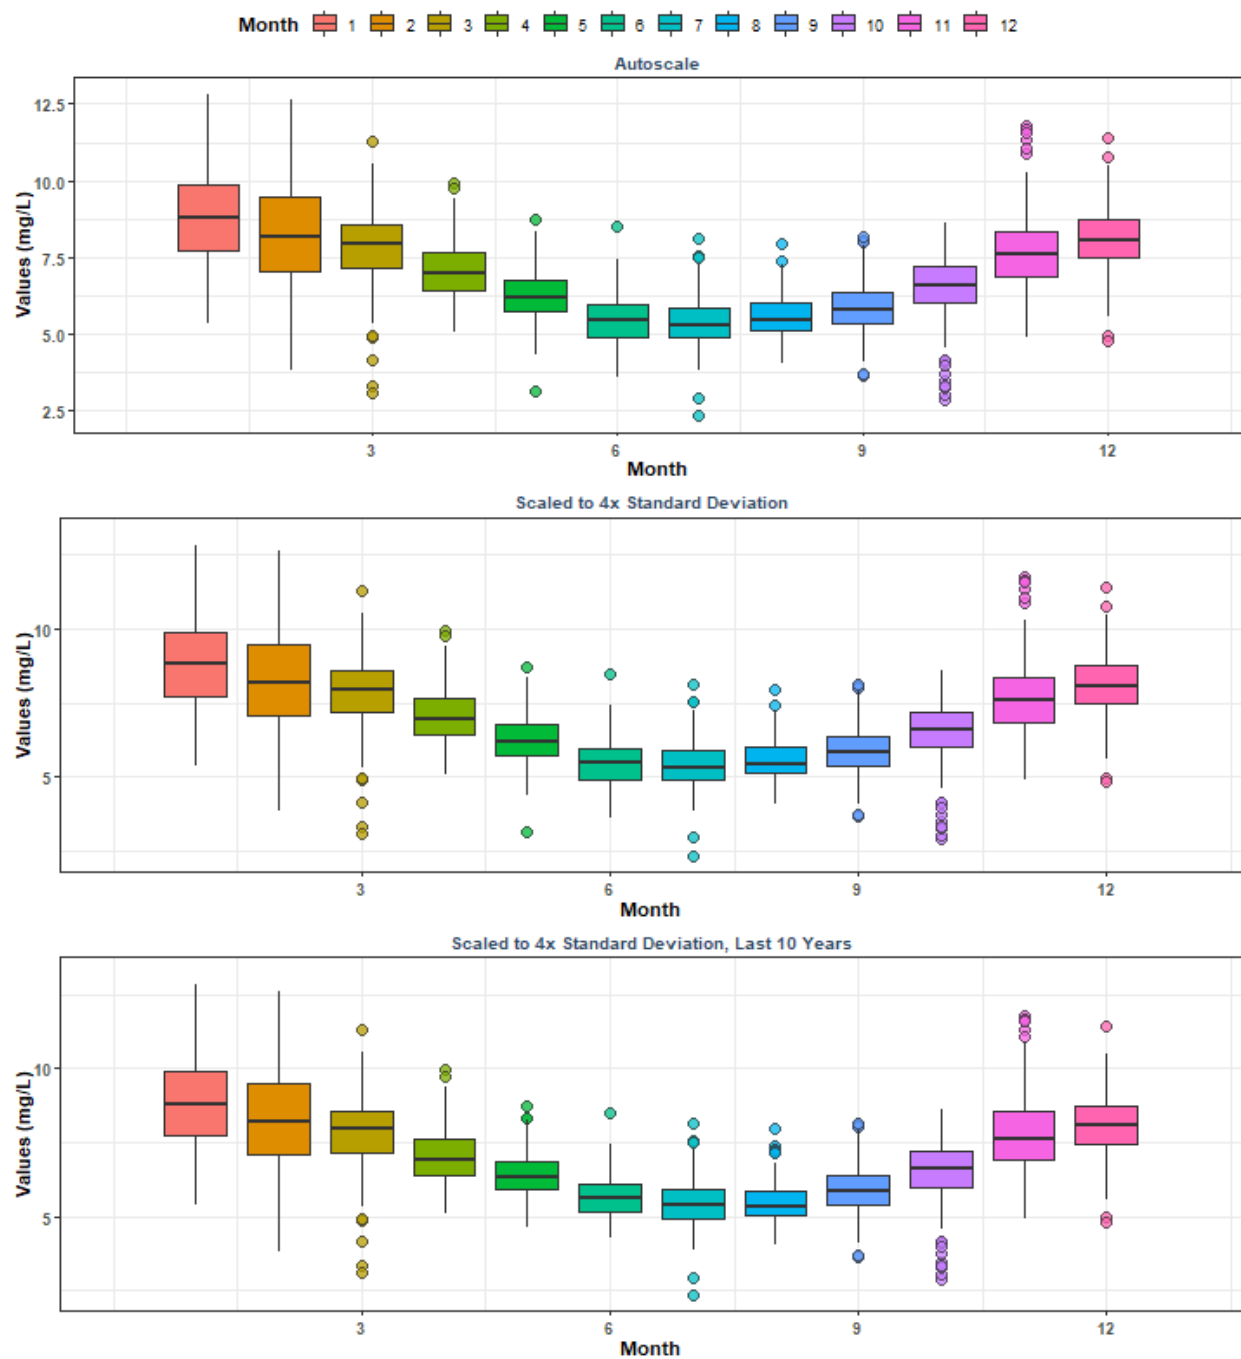 Month 1 2 3 4 5 6 7 8 9 10 11 12
Autoscale
Values (mg/L)
12.5
10.0
7.5
5.0
2.5
3 6 9 12
Month
Scaled to 4x Standard Deviation
Values (mg/L)
10
5
3 6 9 12
Month
Scaled to 4x Standard Deviation, Last 10 Years
Values (mg/L)
10
5
3 6 9 12
Month